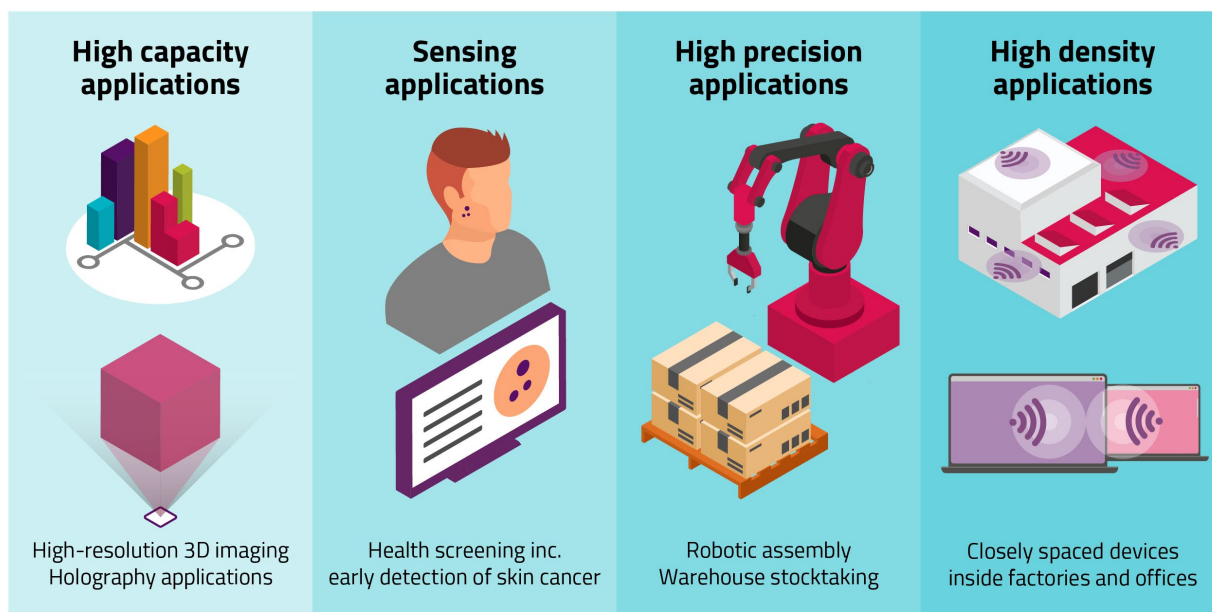 High capacity
applications
High-resolution 3D imaging
Holography applications
Sensing
applications
Health screening inc.
early detection of skin cancer
High precision
applications
Robotic assembly
Warehouse stocktaking
High density
applications
Closely spaced devices
inside factories and offices